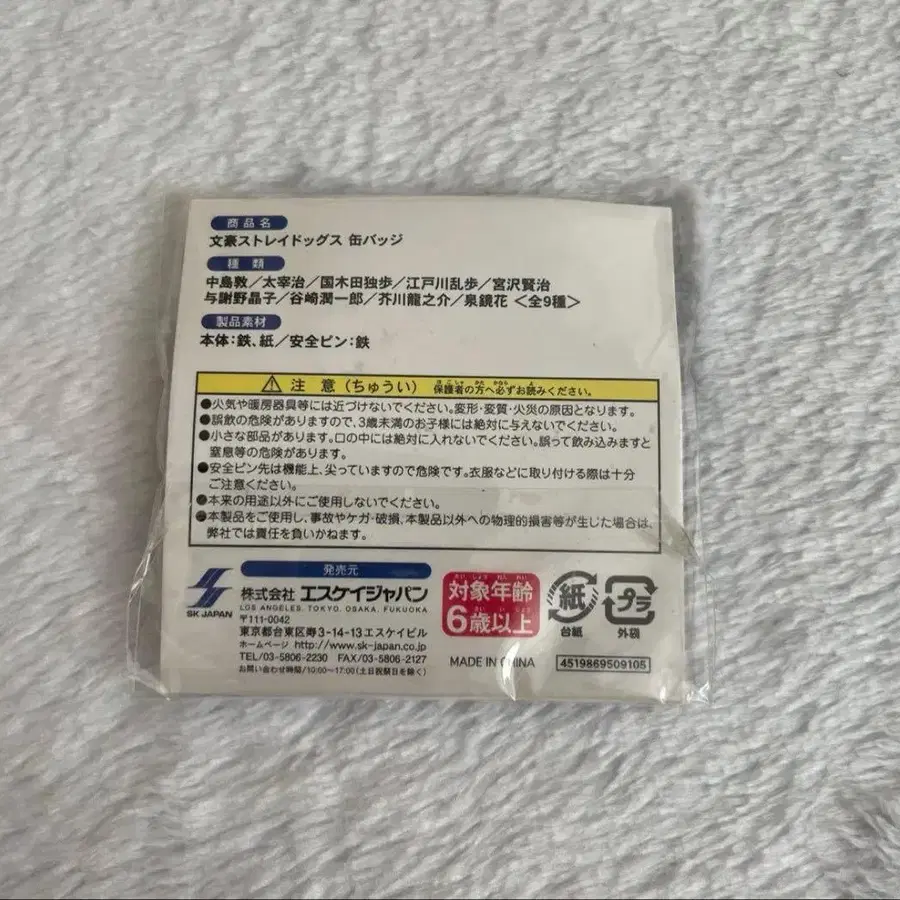 商品名
文豪ストレイドッグス 缶バッジ
種類
中島敦／太宰治／国木田独歩／江戸川乱歩／宮沢賢治
与謝野晶子／谷崎潤一郎／芥川龍之介／泉鏡花 ＜全9種＞
製品素材
本体：鉄、紙／安全ピン：鉄
注意（ちゅうい） 保護者の方へ必ずお読みください。
●火気や暖房器具等には近づけないでください。変形・変質・火災の原因となります。
●誤飲の危険がありますので、3歳未満のお子様には絶対に与えないでください。
●小さな部品があります。口の中には絶対に入れないでください。誤って飲み込みますと
窒息等の危険があります。
●安全ピン先は機能上、尖っていますので危険です。衣服などに取り付ける際は十分
ご注意ください。
●本来の用途以外にご使用しないでください。
●本製品をご使用し、事故やケガ・破損、本製品以外への物理的損害等が生じた場合は、
弊社では責任を負いかねます。
発売元
SK JAPAN
株式会社 エスケイジャパン
LOS ANGELES. TOKYO. OSAKA. FUKUOKA
〒111-0042
東京都台東区寿3-14-13エスケイビル
ホームページ http://www.sk-japan.co.jp
TEL/03-5806-2230 FAX/03-5806-2127
お問い合わせ時間/10:00〜17:00(土日祝祭日を除く)
対象年齢
6歳以上
MADE IN CHINA
紙
台紙
プラ
外袋
4519869509105